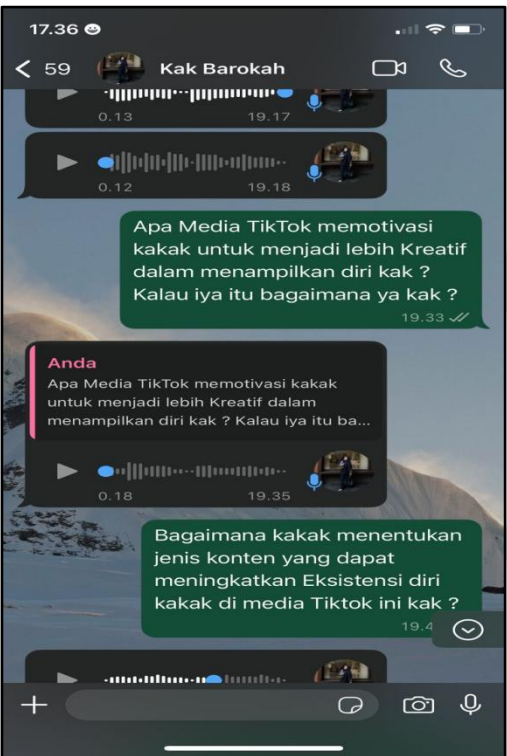 17.36
59 Kak Barokah
0.13 19.17
0.12 19.18
Apa Media TikTok memotivasi
kakak untuk menjadi lebih Kreatif
dalam menampilkan diri kak ?
Kalau iya itu bagaimana ya kak ?
19.33
Anda
Apa Media TikTok memotivasi kakak
untuk menjadi lebih Kreatif dalam
menampilkan diri kak ? Kalau iya itu ba...
0.18 19.35
Bagaimana kakak menentukan
jenis konten yang dapat
meningkatkan Eksistensi diri
kakak di media Tiktok ini kak ?